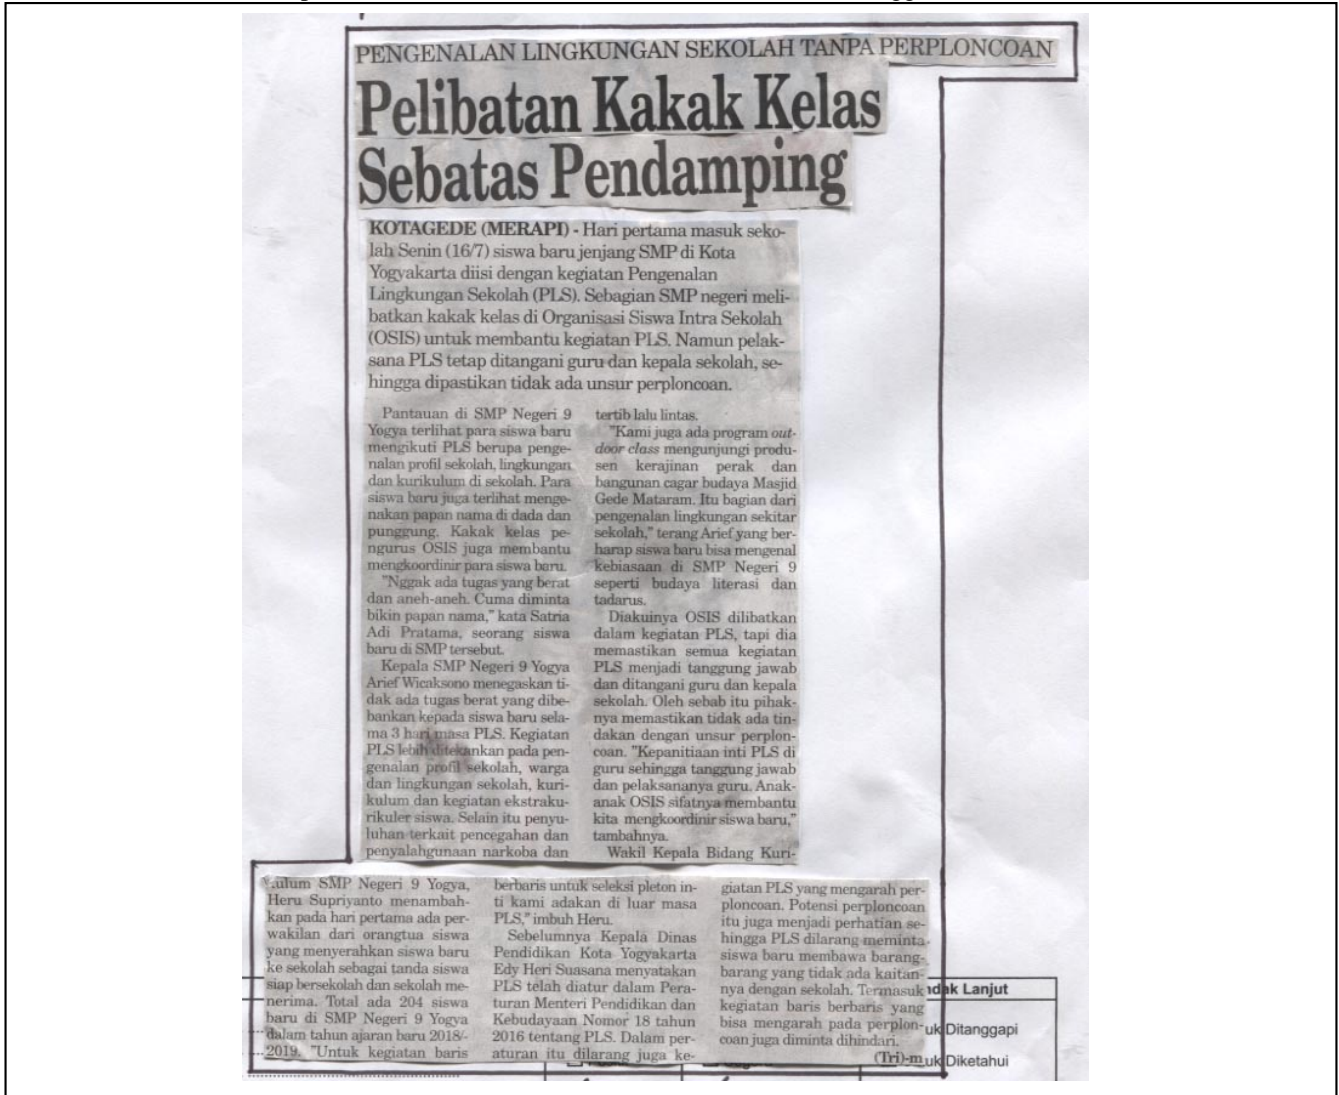 PENGENALAN LINGKUNGAN SEKOLAH TANPA PERPLONCOAN
Pelibatan Kakak Kelas
Sebatas Pendamping
KOTAGEDE (MERAPI) - Hari pertama masuk seko-
lah Senin (16/7) siswa baru jenjang SMP di Kota
Yogyakarta diisi dengan kegiatan Pengenalan
Lingkungan Sekolah (PLS). Sebagian SMP negeri meli-
batkan kakak kelas di Organisasi Siswa Intra Sekolah
(OSIS) untuk membantu kegiatan PLS. Namun pelak-
sana PLS tetap ditangani guru dan kepala sekolah, se-
hingga dipastikan tidak ada unsur perploncoan.
Pantauan di SMP Negeri 9
Yogya terlihat para siswa baru
mengikuti PLS berupa penge-
nalan profil sekolah, lingkungan
dan kurikulum di sekolah. Para
siswa baru juga terlihat menge-
nakan papan nama di dada dan
punggung. Kakak kelas pe-
ngurus OSIS juga membantu
mengkoordinir para siswa baru.
"Nggak ada tugas yang berat
dan aneh-aneh. Cuma diminta
bikin papan nama," kata Satria
Adi Pratama, seorang siswa
baru di SMP tersebut.
Kepala SMP Negeri 9 Yogya
Arief Wicaksono menegaskan ti-
dak ada tugas berat yang dibe-
bankan kepada siswa baru sela-
ma 3 hari masa PLS. Kegiatan
PLS lebih ditekankan pada pen-
genalan profil sekolah, warga
dan lingkungan sekolah, kuri-
kulum dan kegiatan ekstraku-
rikuler siswa. Selain itu penyu-
luhan terkait pencegahan dan
penyalahgunaan narkoba dan
tertib lalu lintas.
"Kami juga ada program out-
door class mengunjungi produ-
sen kerajinan perak dan
bangunan cagar budaya Masjid
Gede Mataram. Itu bagian dari
pengenalan lingkungan sekitar
sekolah," terang Arief yang ber-
harap siswa baru bisa mengenal
kebiasaan di SMP Negeri 9
seperti budaya literasi dan
tadarus.
Diakuinya OSIS dilibatkan
dalam kegiatan PLS, tapi dia
memastikan semua kegiatan
PLS menjadi tanggung jawab
dan ditangani guru dan kepala
sekolah. Oleh sebab itu pihak-
nya memastikan tidak ada tin-
dakan dengan unsur perplon-
coan. "Kepanitiaan inti PLS di
guru sehingga tanggung jawab
dan pelaksananya guru. Anak-
anak OSIS sifatnya membantu
kita mengkoordinir siswa baru,"
tambahnya.
Wakil Kepala Bidang Kuri-
kulum SMP Negeri 9 Yogya,
Heru Supriyanto menambah-
kan pada hari pertama ada per-
wakilan dari orangtua siswa
yang menyerahkan siswa baru
ke sekolah sebagai tanda siswa
siap bersekolah dan sekolah me-
nerima. Total ada 204 siswa
baru di SMP Negeri 9 Yogya
dalam tahun ajaran baru 2018/-
2019. "Untuk kegiatan baris
berbaris untuk seleksi pleton in-
ti kami adakan di luar masa
PLS," imbuh Heru.
Sebelumnya Kepala Dinas
Pendidikan Kota Yogyakarta
Edy Heri Suasana menyatakan
PLS telah diatur dalam Pera-
turan Menteri Pendidikan dan
Kebudayaan Nomor 18 tahun
2016 tentang PLS. Dalam per-
aturan itu dilarang juga ke-
giatan PLS yang mengarah per-
ploncoan. Potensi perploncoan
itu juga menjadi perhatian se-
hingga PLS dilarang meminta
siswa baru membawa barang-
barang yang tidak ada kaitan-
nya dengan sekolah. Termasuk
kegiatan baris berbaris yang
bisa mengarah pada perplon-
coan juga diminta dihindari.
(Tri)-m
dak Lanjut
uk Ditanggapi
uk Diketahui